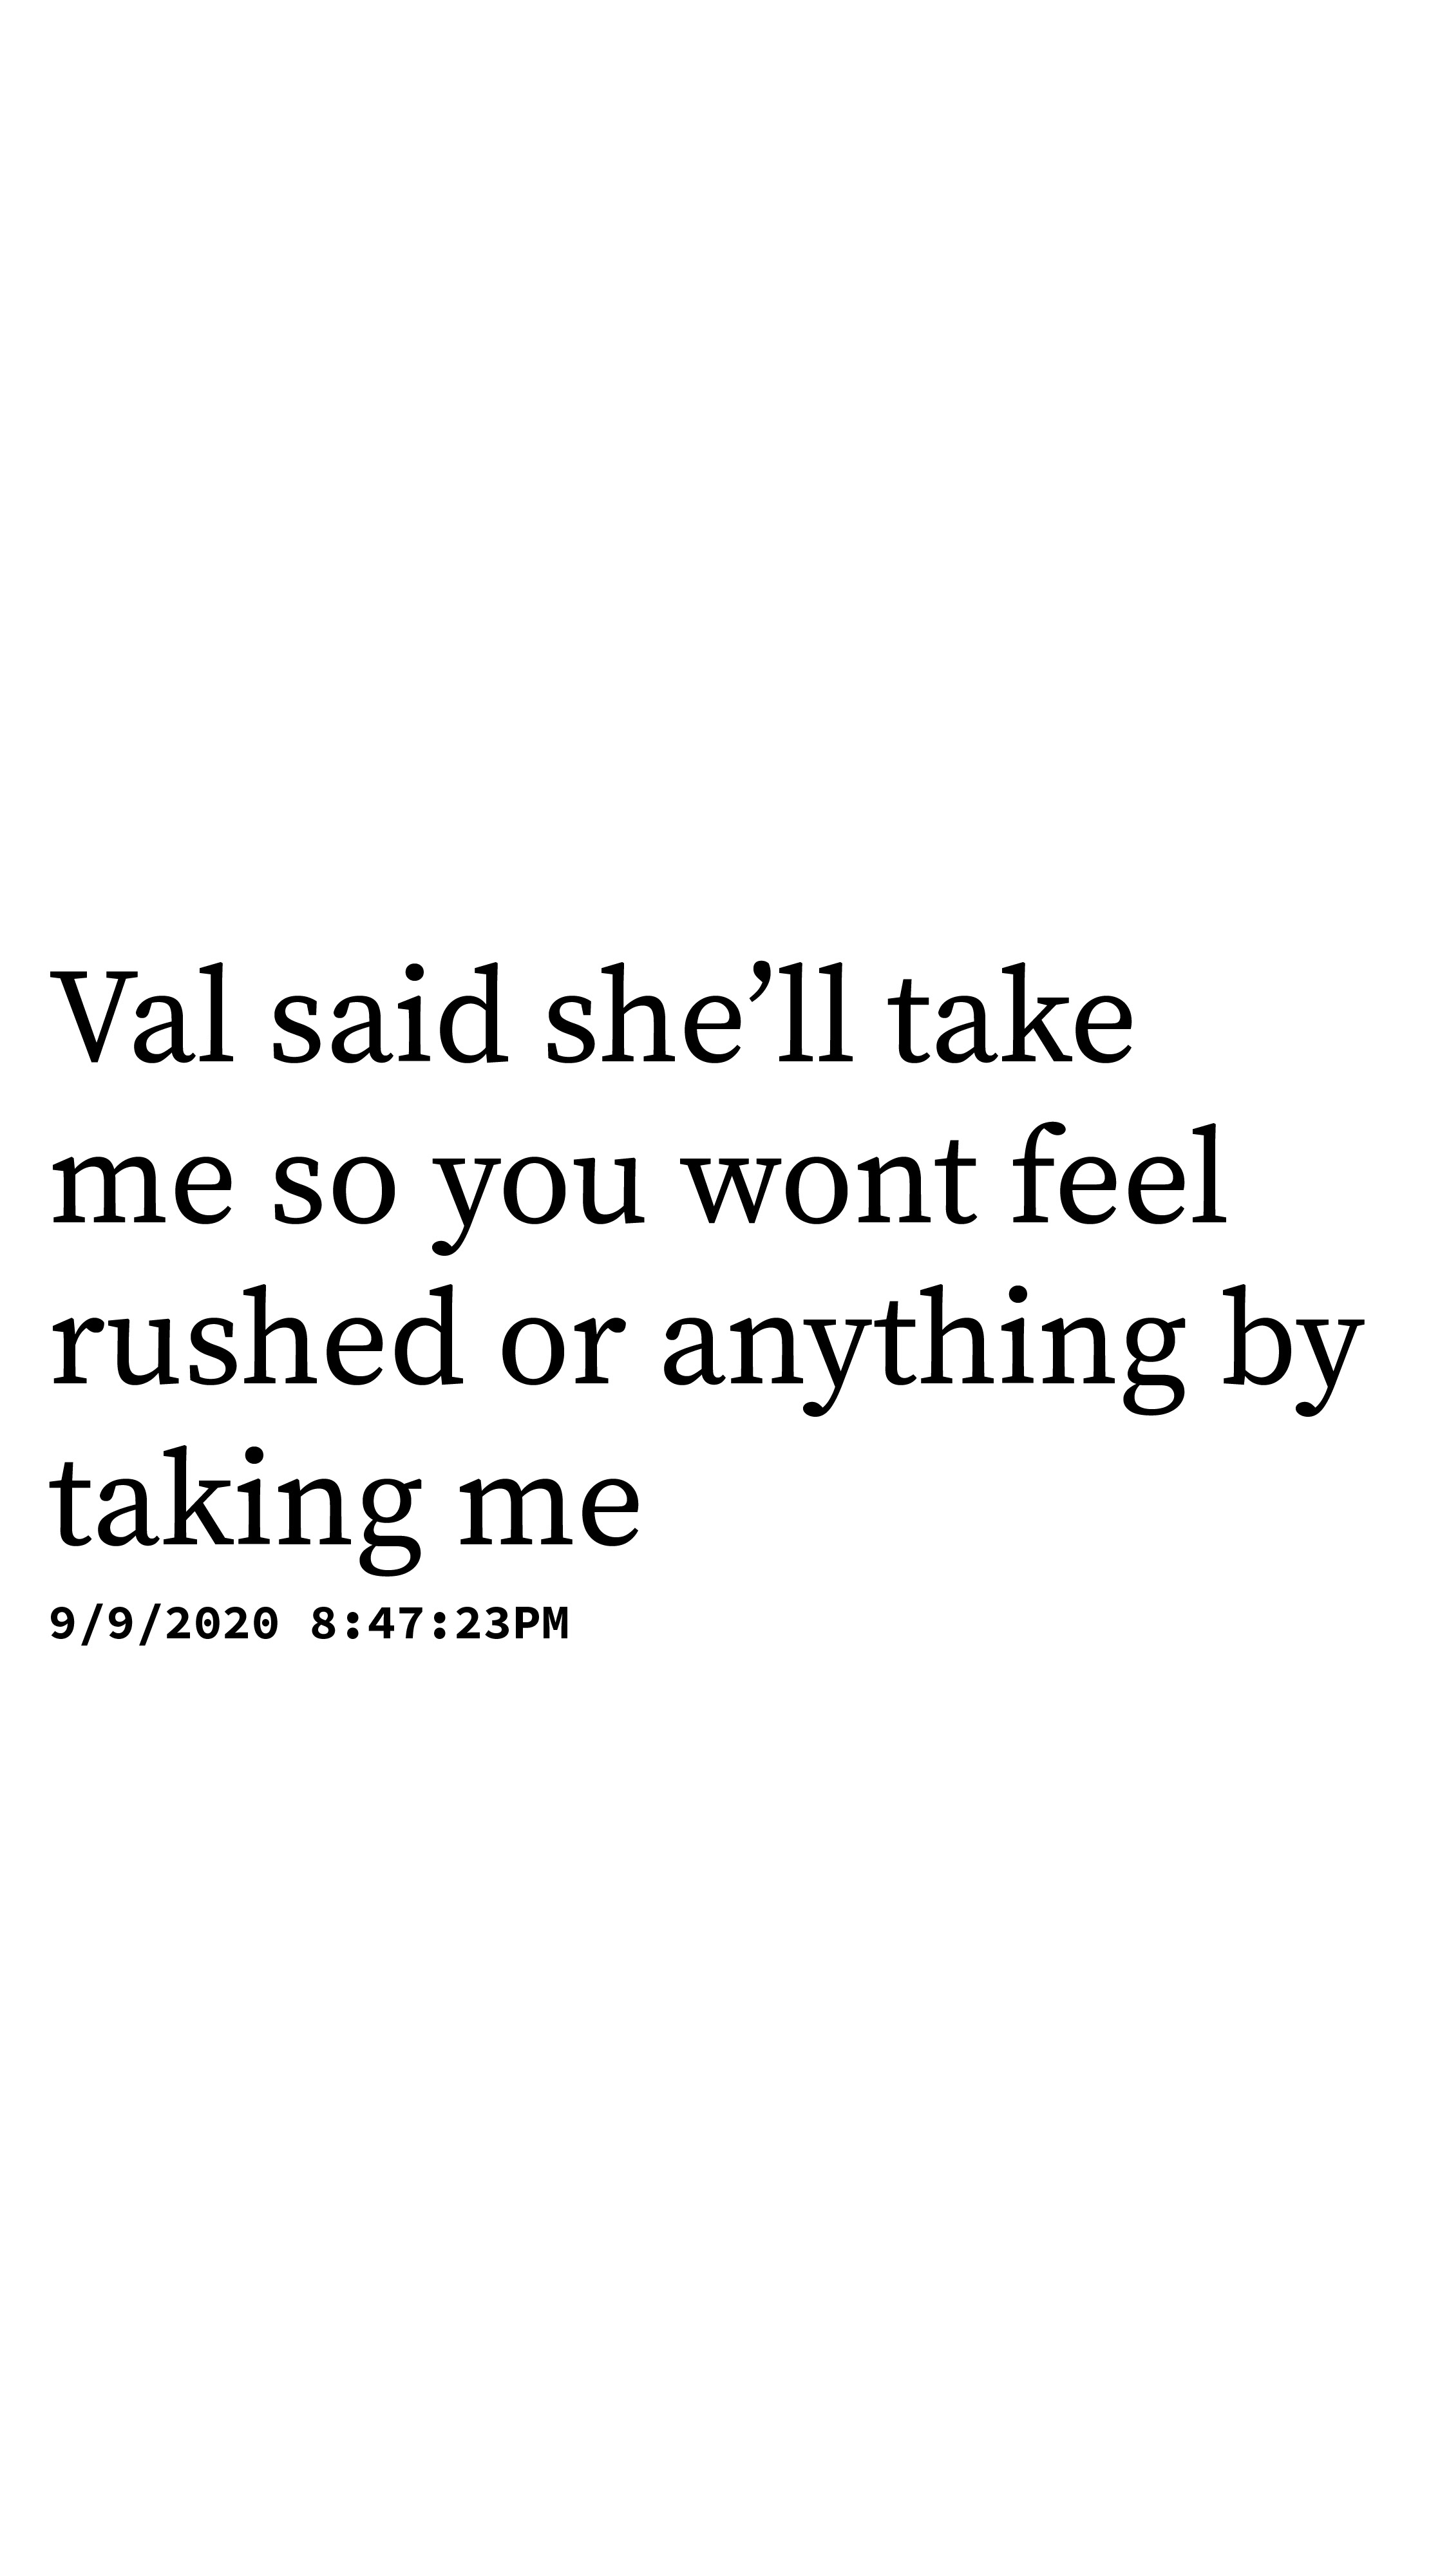 Val said she’ll take
me so you wont feel
rushed or anything by
taking me
9/9/2020 8:47:23PM